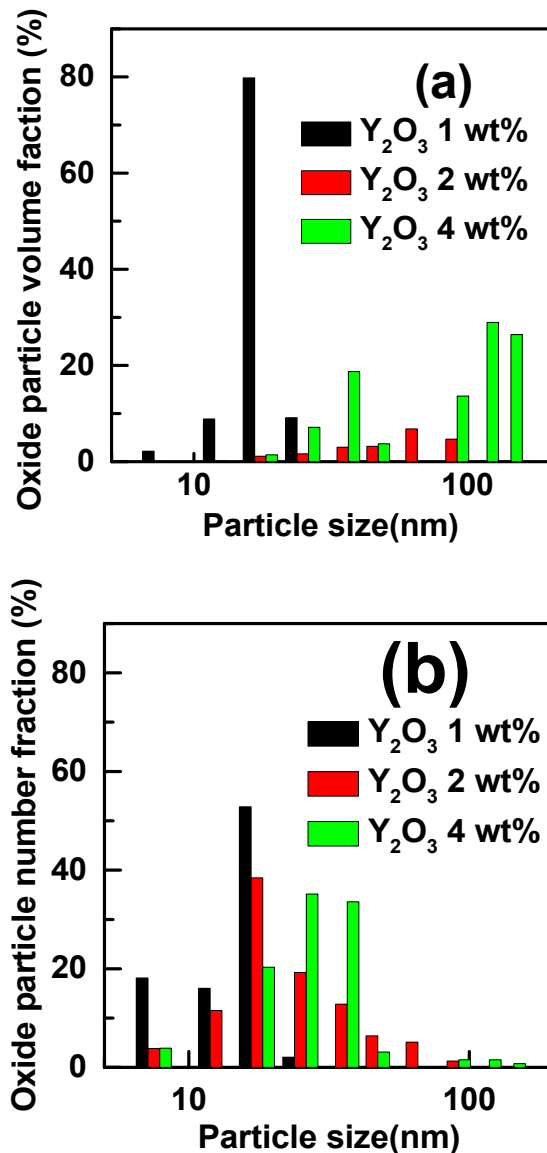 (a)
Y₂O₃ 1 wt%
Y₂O₃ 2 wt%
Y₂O₃ 4 wt%
Oxide particle volume faction (%)
80
60
40
20
0
10 100
Particle size(nm)
(b)
Y₂O₃ 1 wt%
Y₂O₃ 2 wt%
Y₂O₃ 4 wt%
Oxide particle number fraction (%)
80
60
40
20
0
10 100
Particle size(nm)